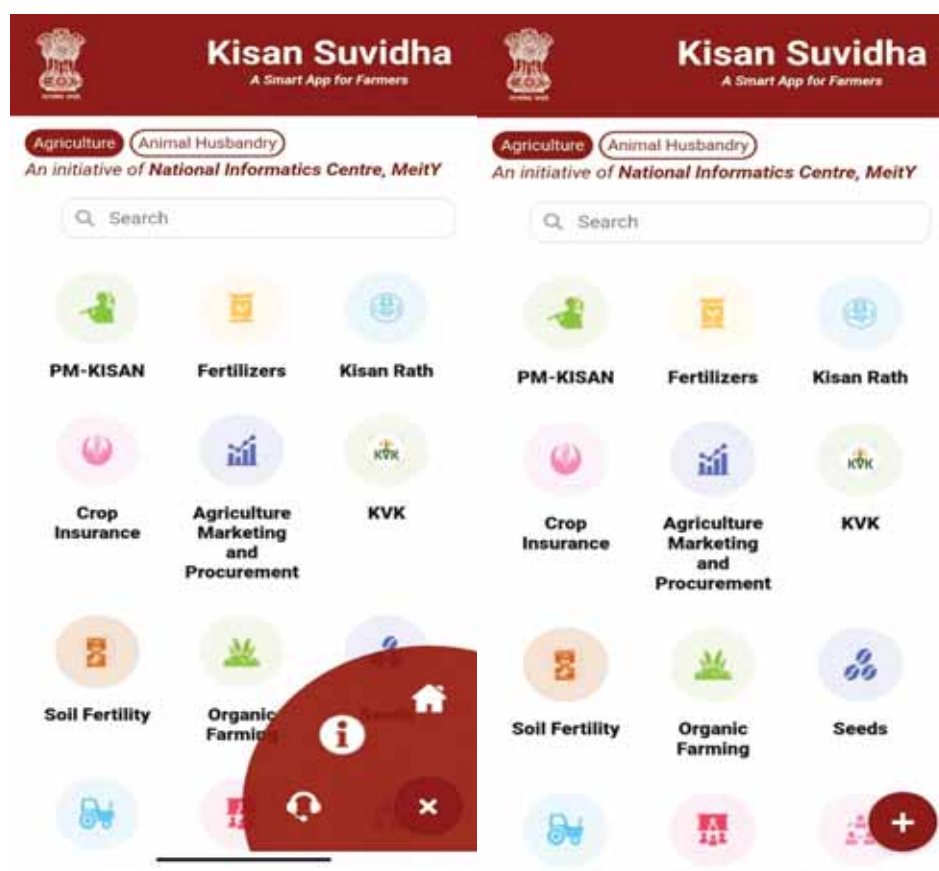 Kisan Suvidha
A Smart App for Farmers
Agriculture Animal Husbandry
An initiative of National Informatics Centre, MeitY
Search
PM-KISAN Fertilizers Kisan Rath
KVK
Crop Insurance
Agriculture Marketing and Procurement
KVK
Soil Fertility
Organic Farming
Kisan Suvidha
A Smart App for Farmers
Agriculture Animal Husbandry
An initiative of National Informatics Centre, MeitY
Search
PM-KISAN Fertilizers Kisan Rath
KVK
Crop Insurance
Agriculture Marketing and Procurement
KVK
Soil Fertility
Organic Farming
Seeds